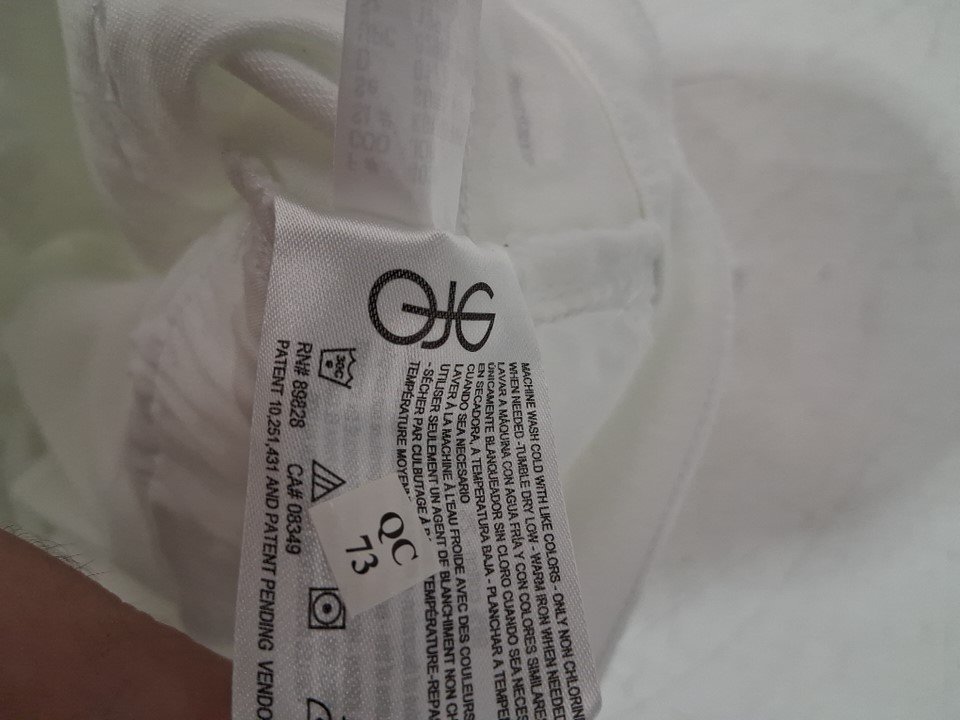 MACHINE WASH COLD WITH LIKE COLORS - ONLY NON CHLORINE
WHEN NEEDED -TUMBLE DRY LOW - WARM IRON WHEN NEEDED
LAVAR A MÁQUINA CON AGUA FRÍA Y CON COLORES SIMILARES
ÚNICAMENTE BLANQUEADOR SIN CLORO CUANDO SEA NECES
EN SECADORA, A TEMPERATURA BAJA - PLANCHAR A TEMPE
CUANDO SEA NECESARIO
LAVER À LA MACHINE À L'EAU FROIDE AVEC DES COULEURS
UTILISER SEULEMENT UN AGENT DE BLANCHIMENT NON CH
- SÉCHER PAR CULBUTAGE À TEMPÉRATURE-REPA
TEMPÉRATURE MOYEN
30C
QC
73
RN# 89828 CA# 08349
PATENT 10,251,431 AND PATENT PENDING VENDO